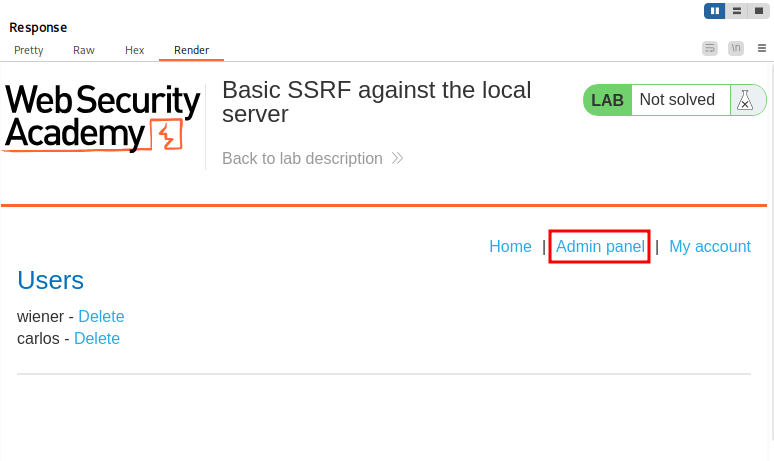 Response
Pretty Raw Hex Render
\n
Web Security
Academy
Basic SSRF against the local
server
LAB Not solved
Back to lab description
Home | Admin panel | My account
Users
wiener - Delete
carlos - Delete